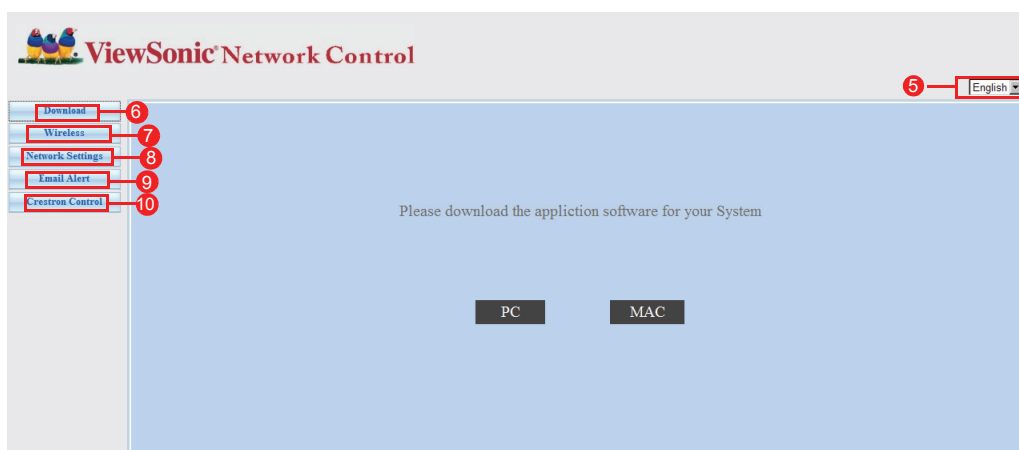 ViewSonic® Network Control
5
English
Download
6
Wireless
7
Network Settings
8
Email Alert
9
Crestron Control
10
Please download the appliction software for your System
PC
MAC